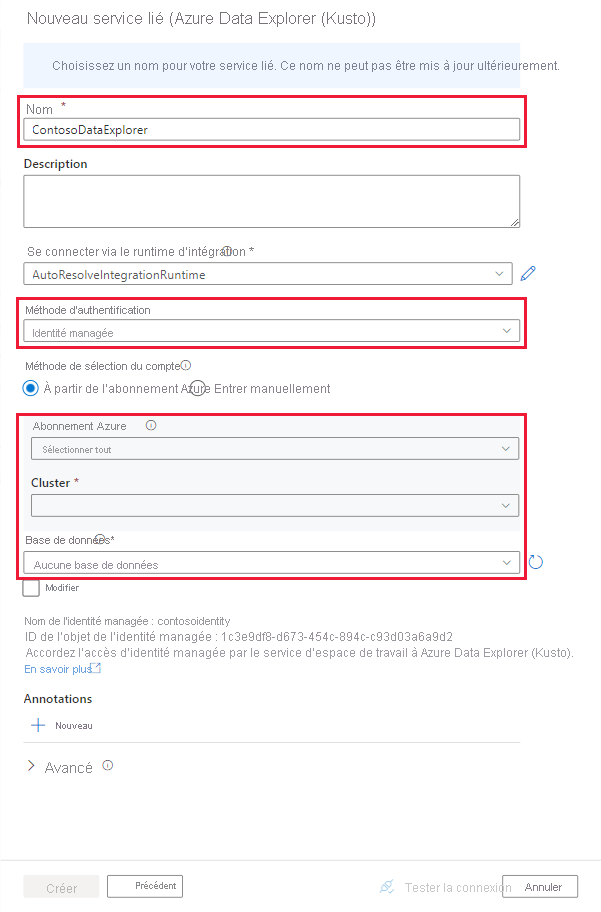 Nouveau service lié (Azure Data Explorer (Kusto))
Choisissez un nom pour votre service lié. Ce nom ne peut pas être mis à jour ultérieurement.
Nom *
ContosoDataExplorer
Description
Se connecter via le runtime d'intégration *
AutoResolveIntegrationRuntime
Méthode d'authentification
Identité managée
Méthode de sélection du compte
À partir de l'abonnement Azure Entrer manuellement
Abonnement Azure
Sélectionner tout
Cluster *
Base de données*
Aucune base de données
Modifier
Nom de l'identité managée : contosoidentity
ID de l'objet de l'identité managée : 1c3e9df8-d673-454c-894c-c93d03a6a9d2
Accordez l'accès d'identité managée par le service d'espace de travail à Azure Data Explorer (Kusto).
En savoir plus
Annotations
Nouveau
Avancé
Créer
Précédent
Tester la connexion
Annuler